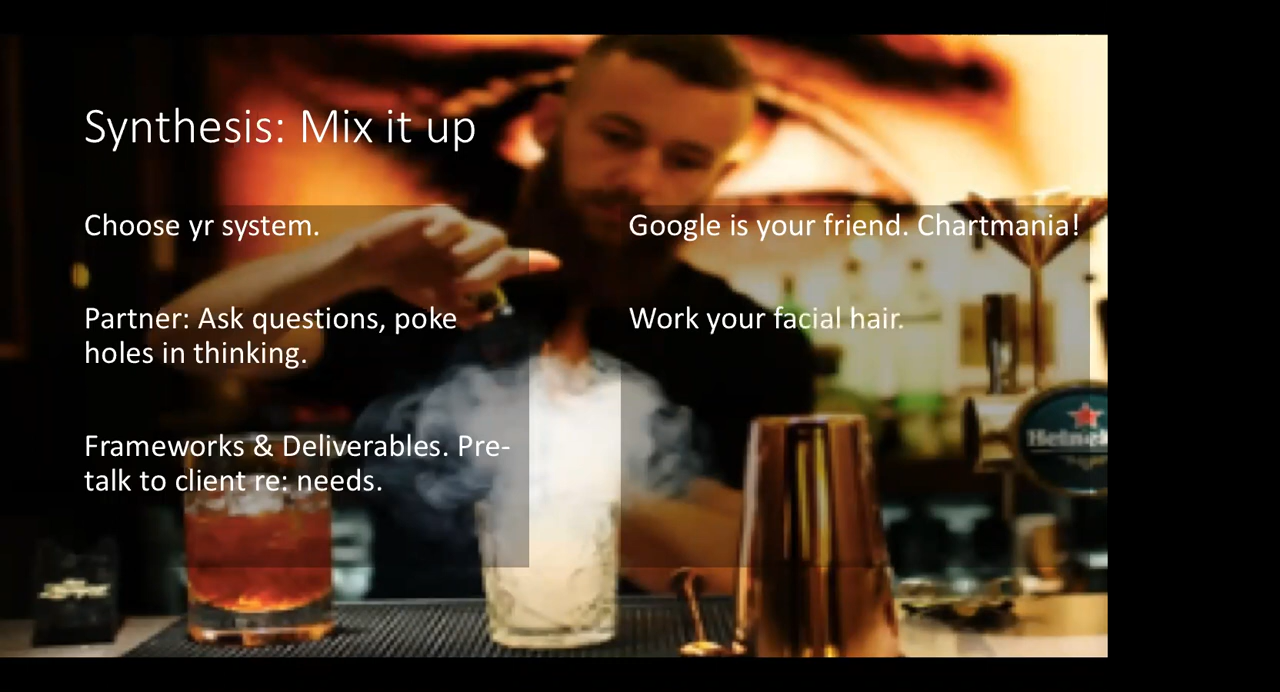 Synthesis: Mix it up
Choose yr system.
Partner: Ask questions, poke
holes in thinking.
Frameworks & Deliverables. Pre-
talk to client re: needs.
Google is your friend. Chartmania!
Work your facial hair.